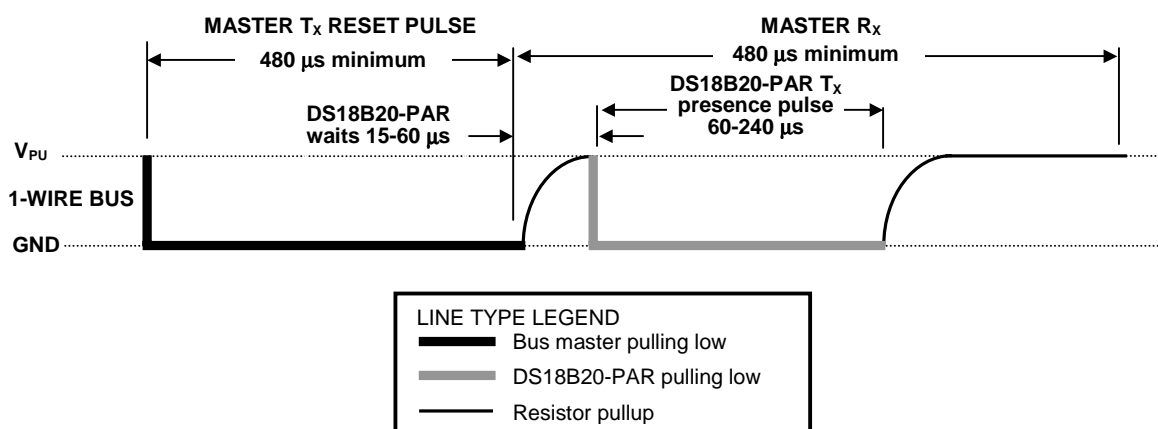 MASTER TX RESET PULSE
480 μs minimum
MASTER RX
480 μs minimum
DS18B20-PAR
waits 15-60 μs
DS18B20-PAR TX
presence pulse
60-240 μs
VPU
1-WIRE BUS
GND
LINE TYPE LEGEND
Bus master pulling low
DS18B20-PAR pulling low
Resistor pullup